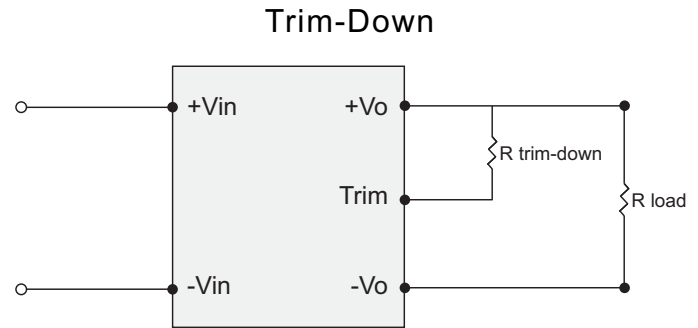 Trim-Down
+Vin
+Vo
R trim-down
Trim
R load
-Vin
-Vo